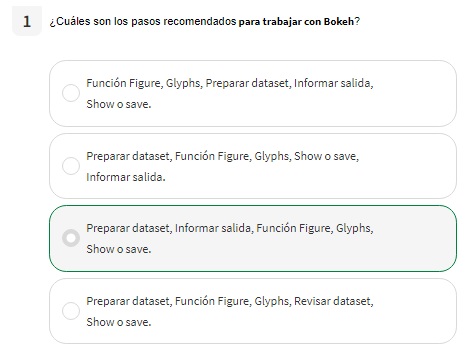 1 ¿Cuáles son los pasos recomendados para trabajar con Bokeh?
Función Figure, Glyphs, Preparar dataset, Informar salida,
Show o save.
Preparar dataset, Función Figure, Glyphs, Show o save,
Informar salida.
Preparar dataset, Informar salida, Función Figure, Glyphs,
Show o save.
Preparar dataset, Función Figure, Glyphs, Revisar dataset,
Show o save.